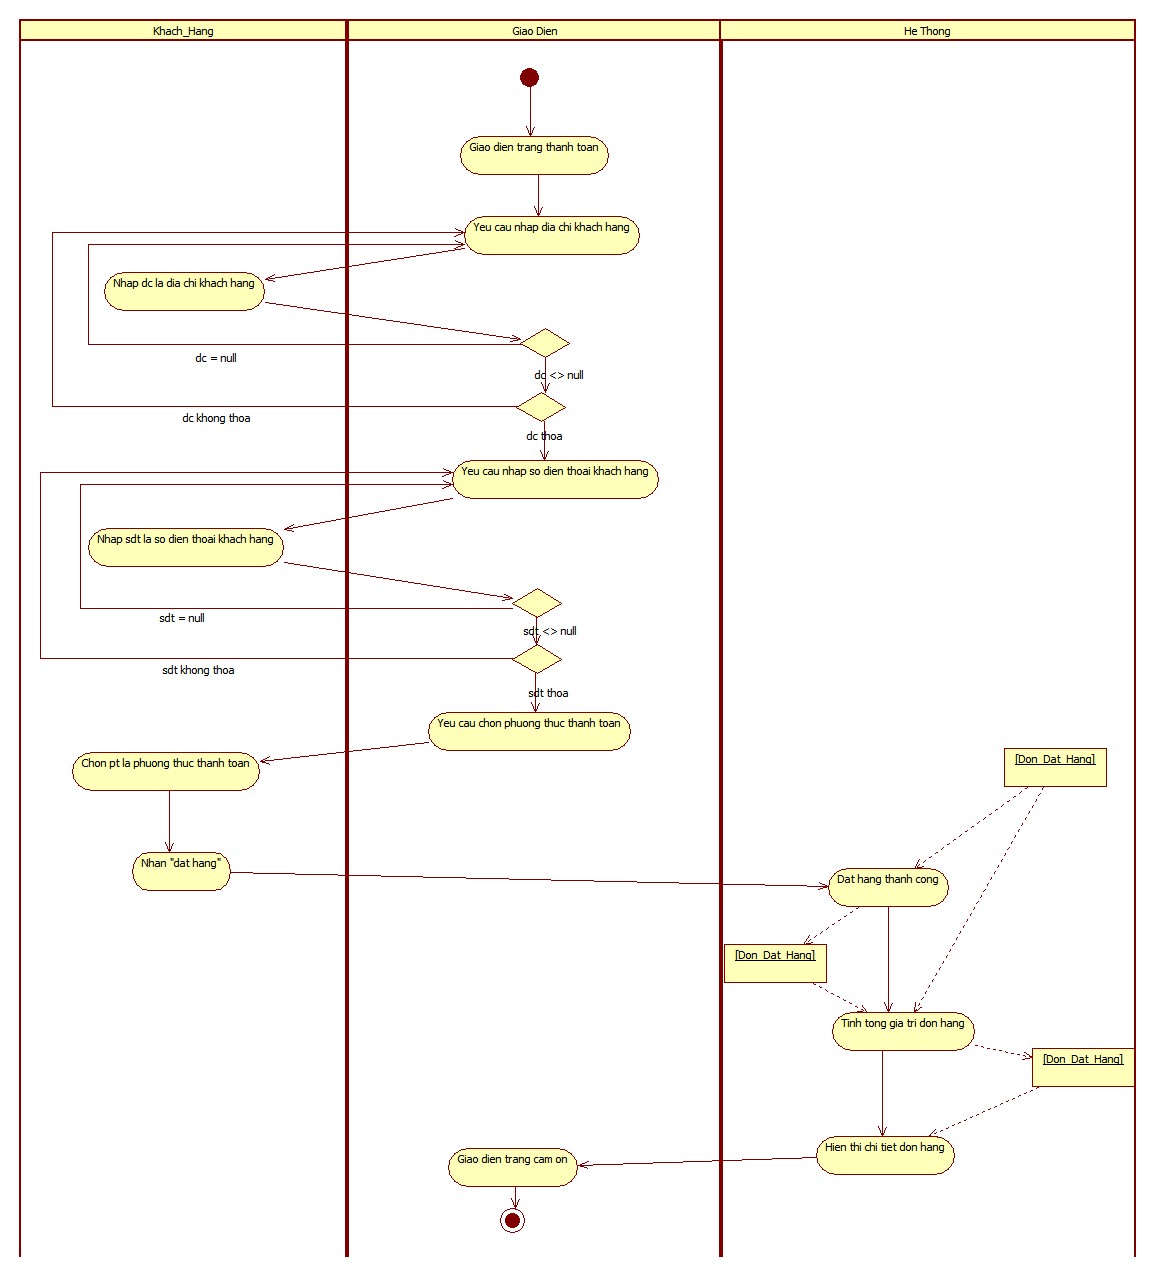 Khach_Hang
Giao Dien
He Thong
Giao dien trang thanh toan
Yeu cau nhap dia chi khach hang
Nhap dc la dia chi khach hang
dc = null
dc <> null
dc khong thoa
dc thoa
Yeu cau nhap so dien thoai khach hang
Nhap sdt la so dien thoai khach hang
sdt = null
sdt <> null
sdt khong thoa
sdt thoa
Yeu cau chon phuong thuc thanh toan
Chon pt la phuong thuc thanh toan
[Don_Dat_Hang]
Nhan "dat hang"
Dat hang thanh cong
[Don_Dat_Hang]
Tinh tong gia tri don hang
[Don_Dat_Hang]
Hien thi chi tiet don hang
Giao dien trang cam on